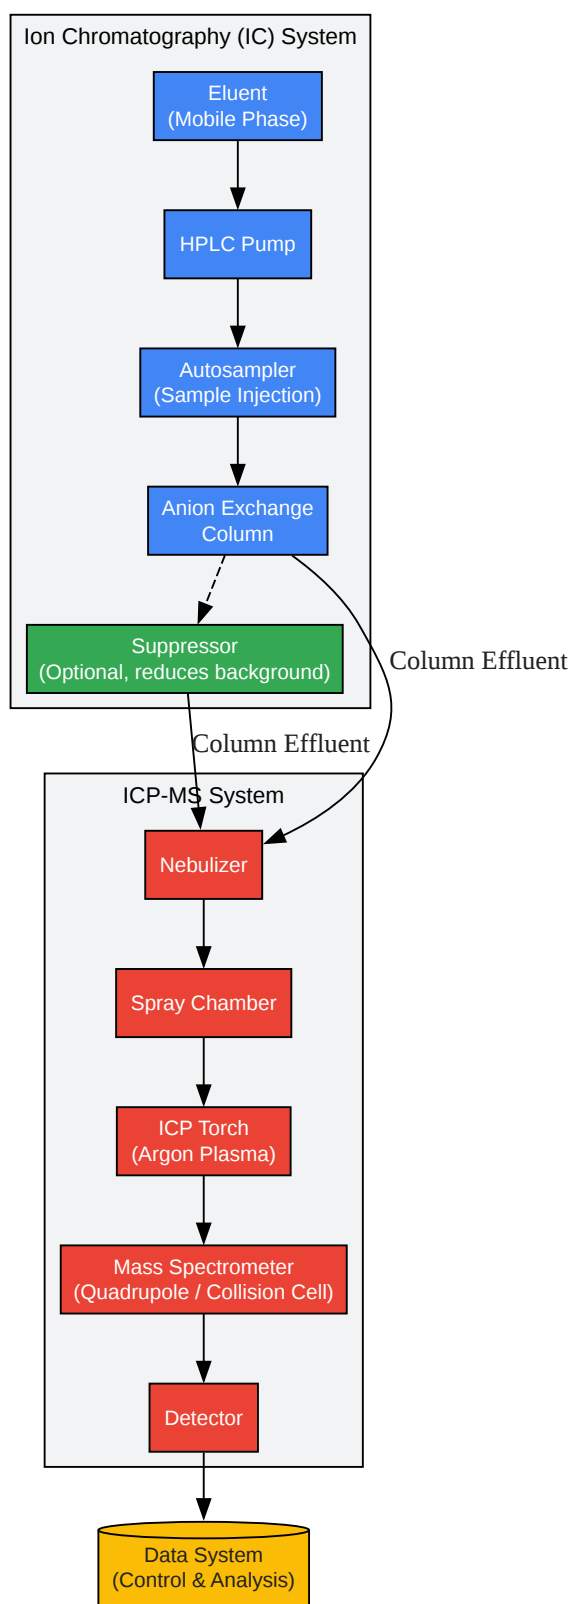 Ion Chromatography (IC) System
Eluent
(Mobile Phase)
HPLC Pump
Autosampler
(Sample Injection)
Anion Exchange
Column
Suppressor
(Optional, reduces background)
Column Effluent
Column Effluent
ICP-MS System
Nebulizer
Spray Chamber
ICP Torch
(Argon Plasma)
Mass Spectrometer
(Quadrupole / Collision Cell)
Detector
Data System
(Control & Analysis)